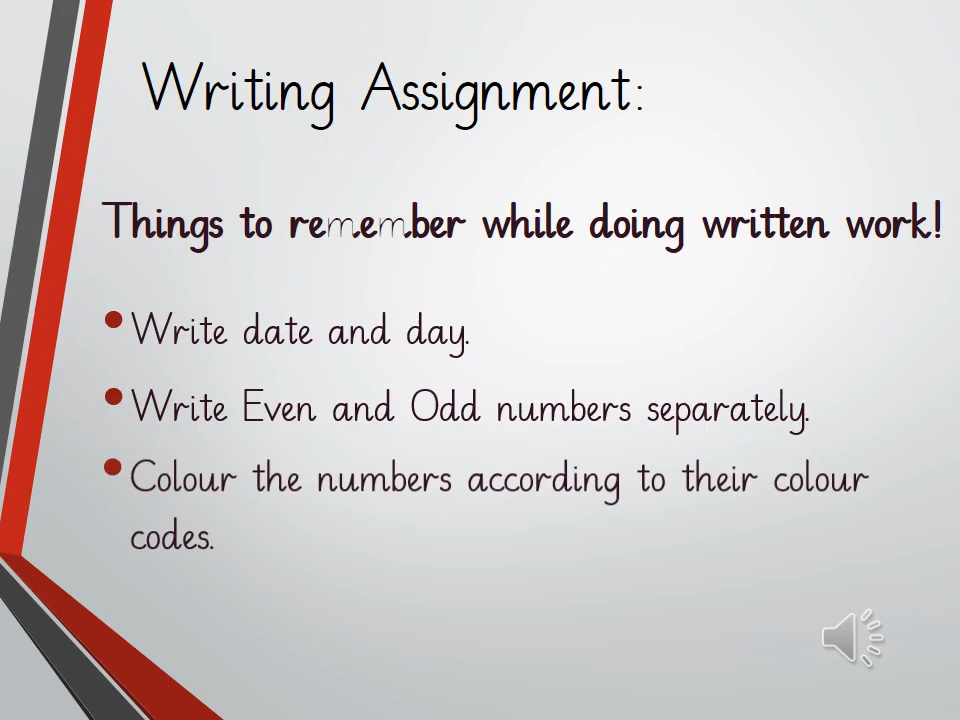 Writing Assignment:
Things to remember while doing written work!
• Write date and day.
• Write Even and Odd numbers separately.
• Colour the numbers according to their colour
codes.